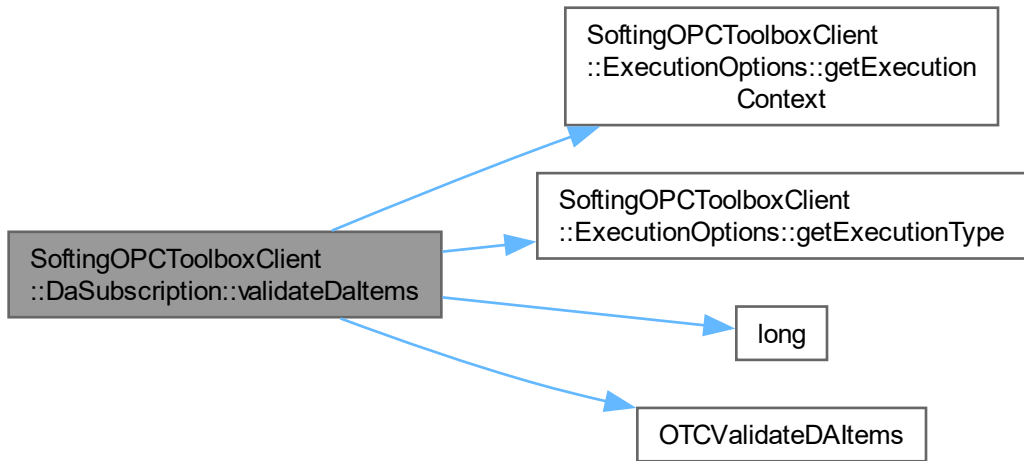 SoftingOPCToolboxClient
::ExecutionOptions::getExecution
Context
SoftingOPCToolboxClient
::ExecutionOptions::getExecutionType
SoftingOPCToolboxClient
::DaSubscription::validateDaItems
long
OTCValidateDAItems